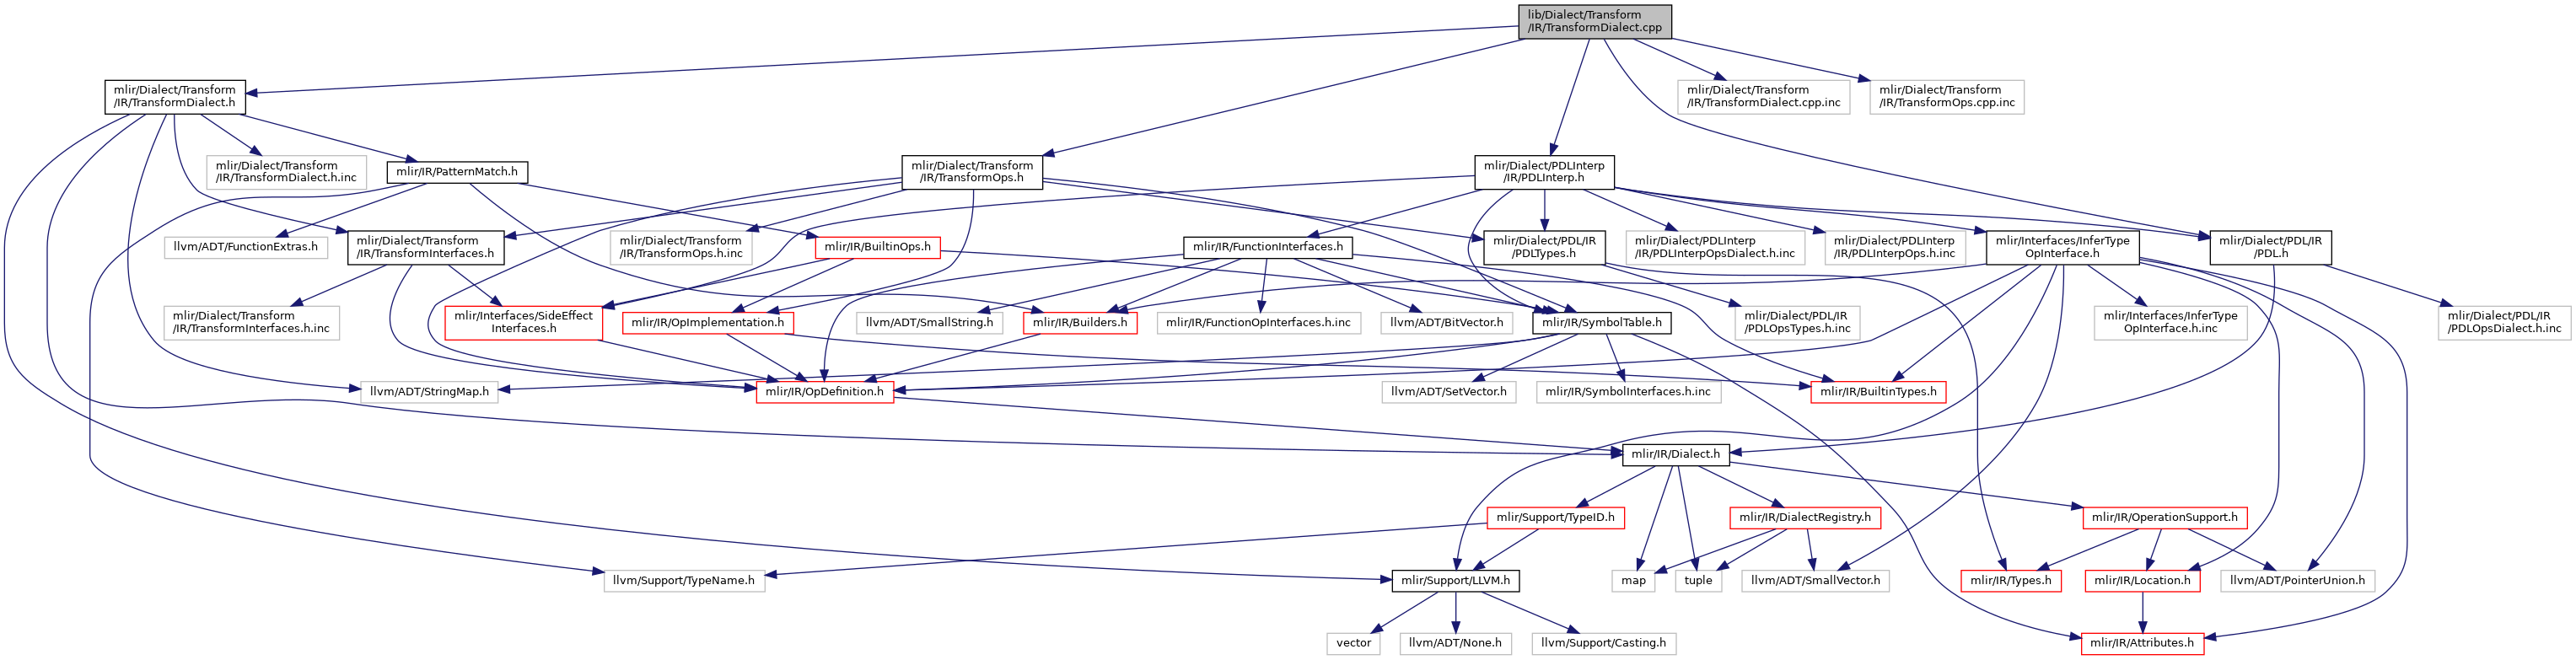 lib/Dialect/Transform
/IR/TransformDialect.cpp
mlir/Dialect/Transform
/IR/TransformDialect.h
mlir/Dialect/Transform
/IR/TransformDialect.cpp.inc
mlir/Dialect/Transform
/IR/TransformOps.cpp.inc
mlir/Dialect/Transform
/IR/TransformDialect.h.inc
mlir/IR/PatternMatch.h
mlir/Dialect/Transform
/IR/TransformOps.h
mlir/Dialect/PDLInterp
/IR/PDLInterp.h
llvm/ADT/FunctionExtras.h
mlir/Dialect/Transform
/IR/TransformInterfaces.h
mlir/Dialect/Transform
/IR/TransformOps.h.inc
mlir/IR/BuiltinOps.h
mlir/IR/FunctionInterfaces.h
mlir/Dialect/PDL/IR
/PDLTypes.h
mlir/Dialect/PDLInterp
/IR/PDLInterpOpsDialect.h.inc
mlir/Dialect/PDLInterp
/IR/PDLInterpOps.h.inc
mlir/Interfaces/InferType
OpInterface.h
mlir/Dialect/PDL/IR
/PDL.h
mlir/Dialect/Transform
/IR/TransformInterfaces.h.inc
mlir/Interfaces/SideEffect
Interfaces.h
mlir/IR/OpImplementation.h
llvm/ADT/SmallString.h
mlir/IR/Builders.h
mlir/IR/FunctionOpInterfaces.h.inc
llvm/ADT/BitVector.h
mlir/IR/SymbolTable.h
mlir/Dialect/PDL/IR
/PDLOpsTypes.h.inc
mlir/Interfaces/InferType
OpInterface.h.inc
mlir/Dialect/PDL/IR
/PDLOpsDialect.h.inc
llvm/ADT/StringMap.h
mlir/IR/OpDefinition.h
llvm/ADT/SetVector.h
mlir/IR/SymbolInterfaces.h.inc
mlir/IR/BuiltinTypes.h
mlir/IR/Dialect.h
mlir/Support/TypeID.h
mlir/IR/DialectRegistry.h
mlir/IR/OperationSupport.h
llvm/Support/TypeName.h
mlir/Support/LLVM.h
map
tuple
llvm/ADT/SmallVector.h
mlir/IR/Types.h
mlir/IR/Location.h
llvm/ADT/PointerUnion.h
vector
llvm/ADT/None.h
llvm/Support/Casting.h
mlir/IR/Attributes.h